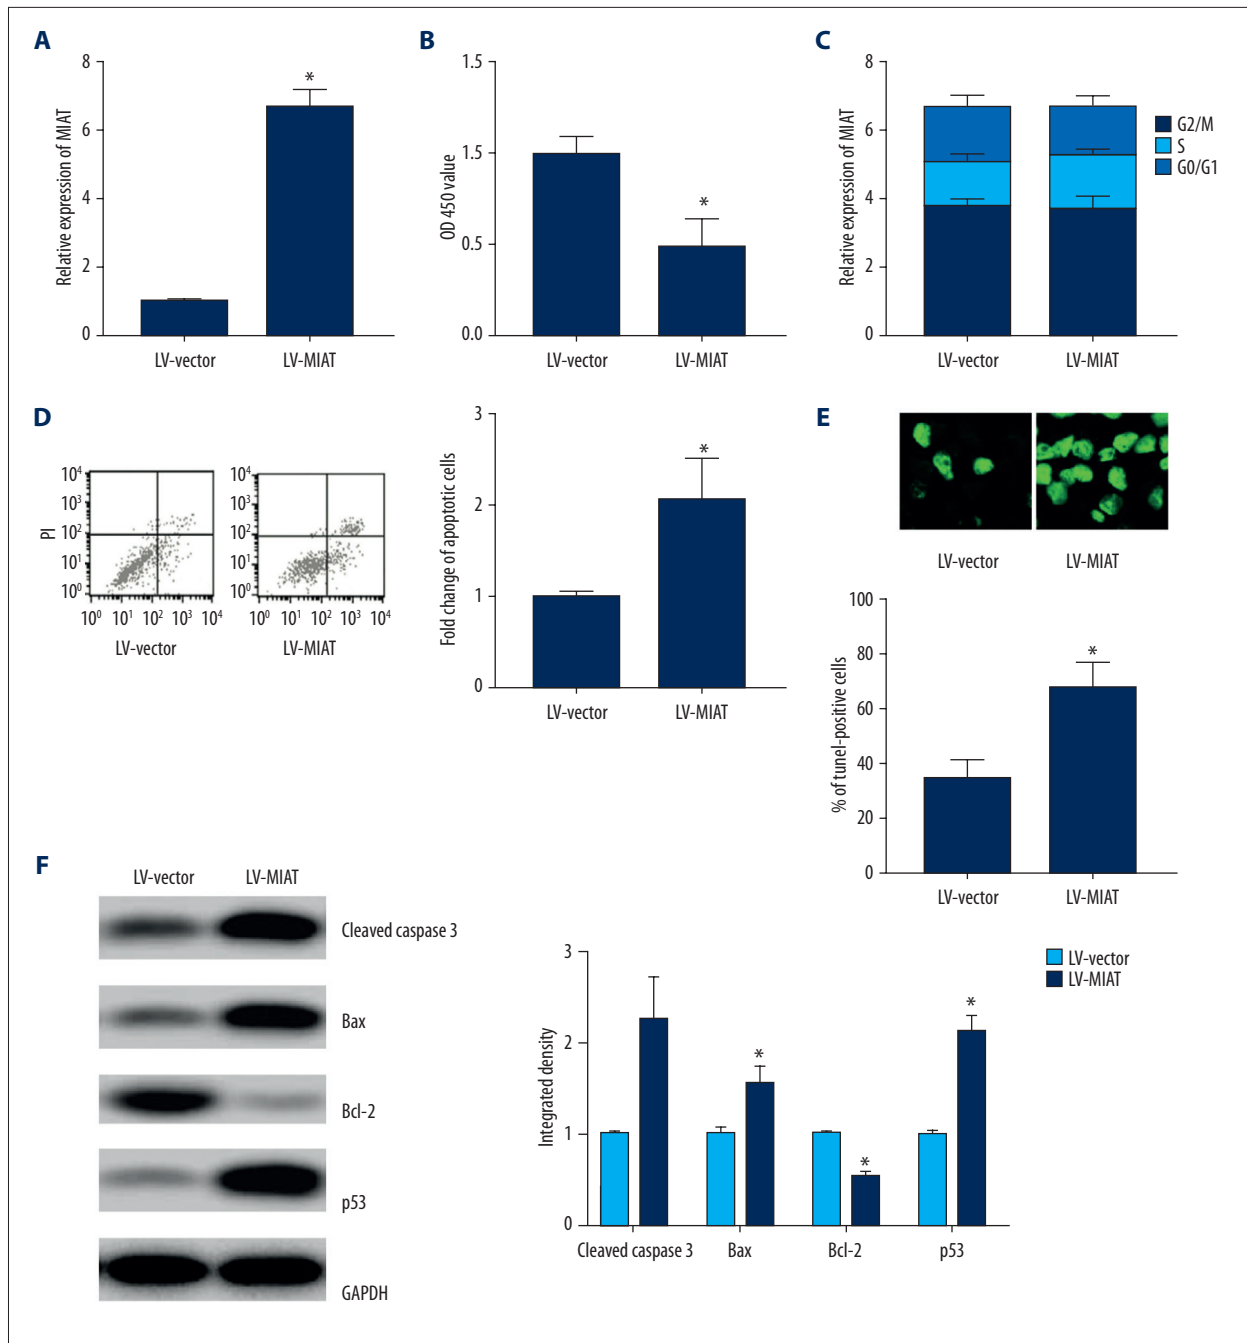 A
Relative expression of MIAT
8
6
4
2
0
*
LV-vector LV-MIAT
B
OD 450 value
1.5
1.5
0.5
0.0
*
LV-vector LV-MIAT
C
Relative expression of MIAT
8
6
4
2
0
LV-vector LV-MIAT
G2/M
S
G0/G1
D
PI
10⁴
10³
10²
10¹
10⁰
10⁰ 10¹ 10² 10³ 10⁴
LV-vector
10⁴
10³
10²
10¹
10⁰
10⁰ 10¹ 10² 10³ 10⁴
LV-MIAT
Fold change of apoptotic cells
3
2
1
0
*
LV-vector LV-MIAT
E
LV-vector LV-MIAT
% of tunel-positive cells
100
80
60
40
20
0
*
LV-vector LV-MIAT
F
LV-vector LV-MIAT
Cleaved caspase 3
Bax
Bcl-2
p53
GAPDH
Integrated density
3
2
1
0
*
*
*
Cleaved caspase 3 Bax Bcl-2 p53
LV-vector
LV-MIAT